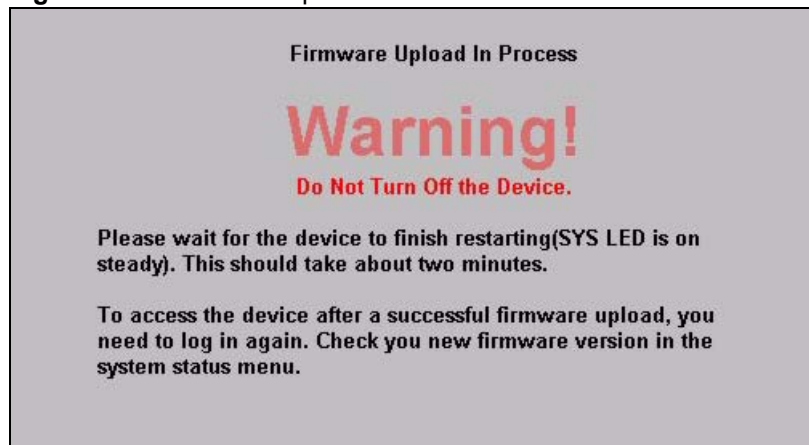 Firmware Upload In Process
Warning!
Do Not Turn Off the Device.
Please wait for the device to finish restarting(SYS LED is on
steady). This should take about two minutes.
To access the device after a successful firmware upload, you
need to log in again. Check you new firmware version in the
system status menu.